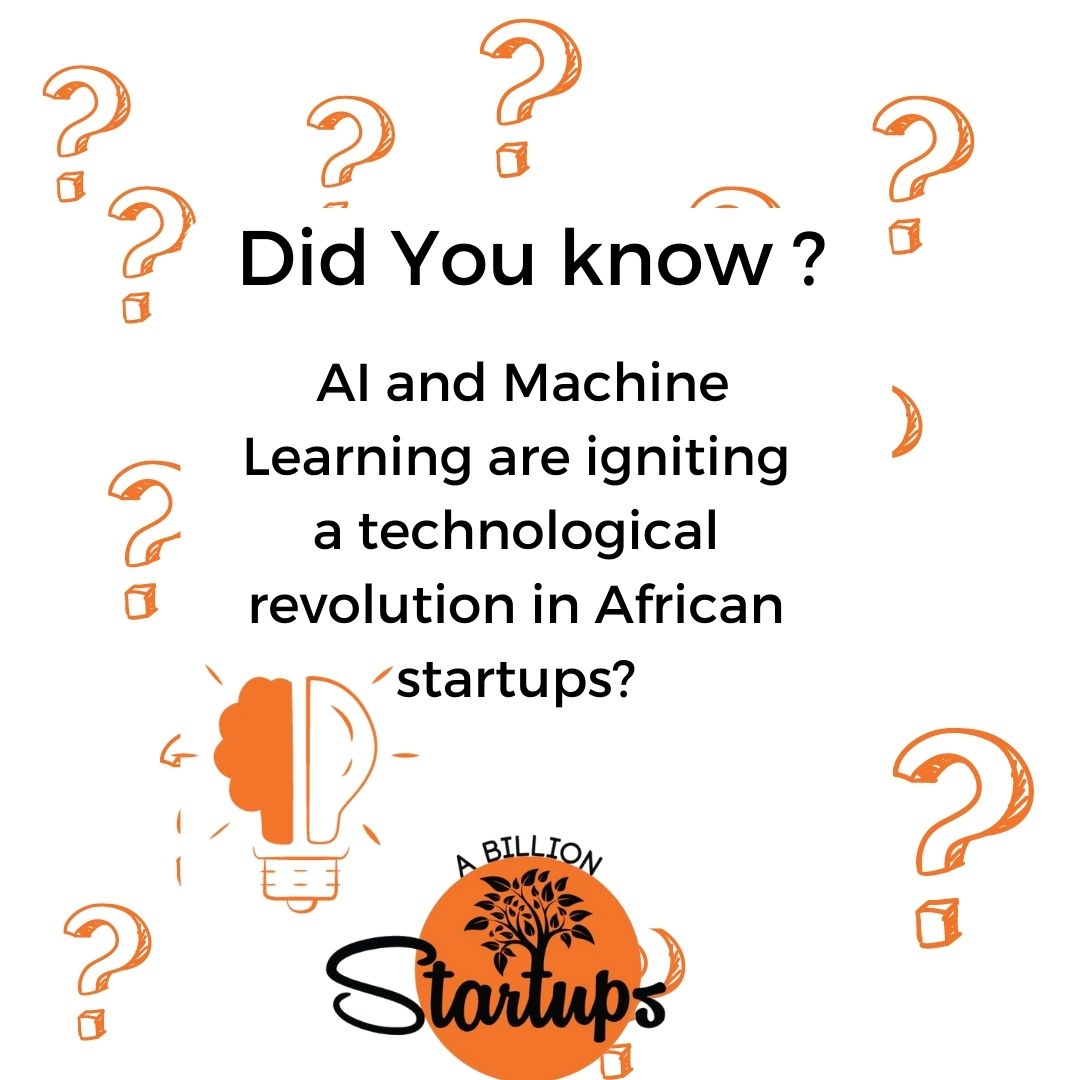 Did You know ?
AI and Machine
Learning are igniting
a technological
revolution in African
startups?
A BILLION
Startups